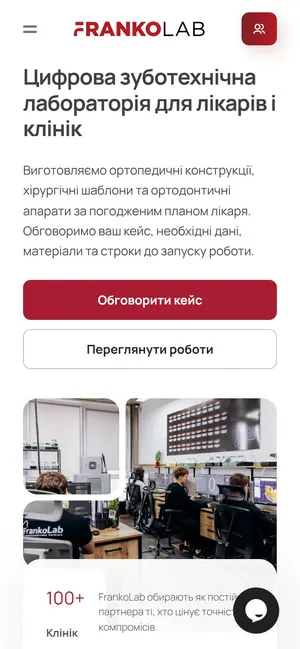 FRANKOLAB
Цифрова зуботехнічна
лабораторія для лікарів і
клінік
Виготовляємо ортопедичні конструкції,
хірургічні шаблони та ортодонтичні
апарати за погодженим планом лікаря.
Обговоримо ваш кейс, необхідні дані,
матеріали та строки до запуску роботи.
Обговорити кейс
Переглянути роботи
FrankoLab
100+
Клінік
FrankoLab обирають як
партнера ті, хто цінує
компромісів.